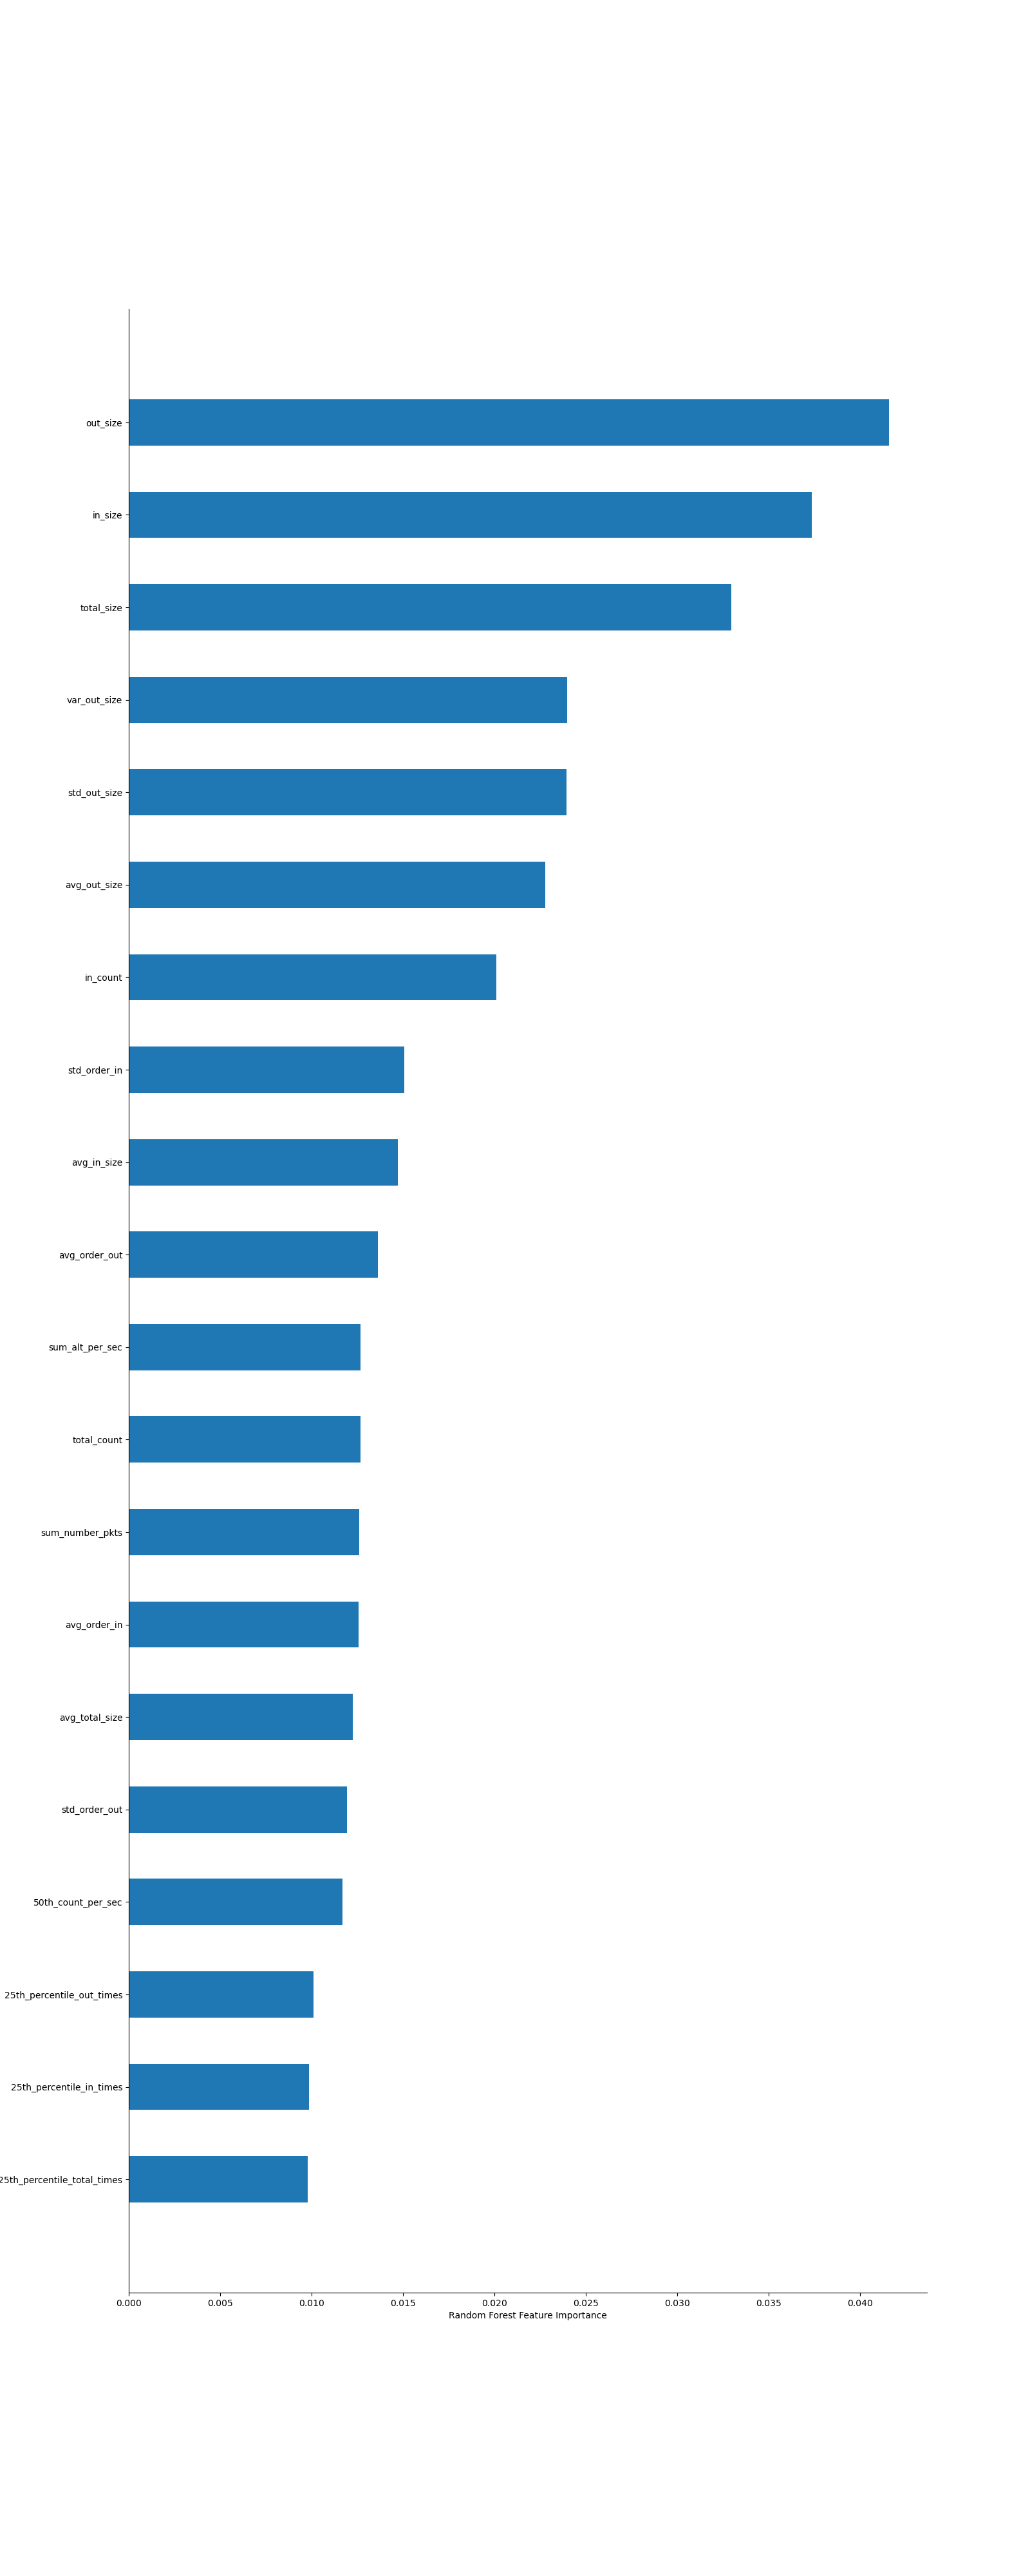 out_size
in_size
total_size
var_out_size
std_out_size
avg_out_size
in_count
std_order_in
avg_in_size
avg_order_out
sum_alt_per_sec
total_count
sum_number_pkts
avg_order_in
avg_total_size
std_order_out
50th_count_per_sec
25th_percentile_out_times
25th_percentile_in_times
25th_percentile_total_times
0.000 0.005 0.010 0.015 0.020 0.025 0.030 0.035 0.040
Random Forest Feature Importance